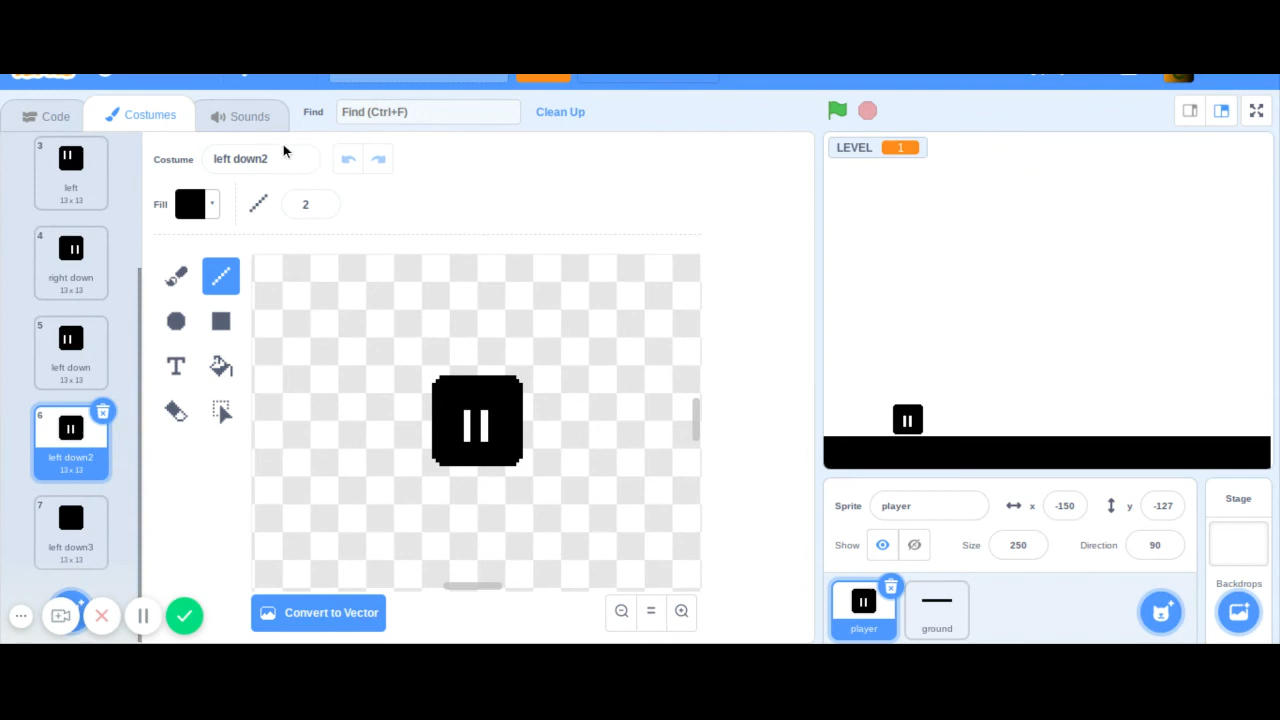 Code
Costumes
Sounds
Find
Find (Ctrl+F)
Clean Up
3
left
13 x 13
4
right down
13 x 13
5
left down
13 x 13
6
left down2
13 x 13
7
left down3
13 x 13
Costume
left down2
Fill
2
T
Convert to Vector
=
LEVEL
1
Sprite
player
x
-150
y
-127
Show
Size
250
Direction
90
player
ground
Stage
Backdrops